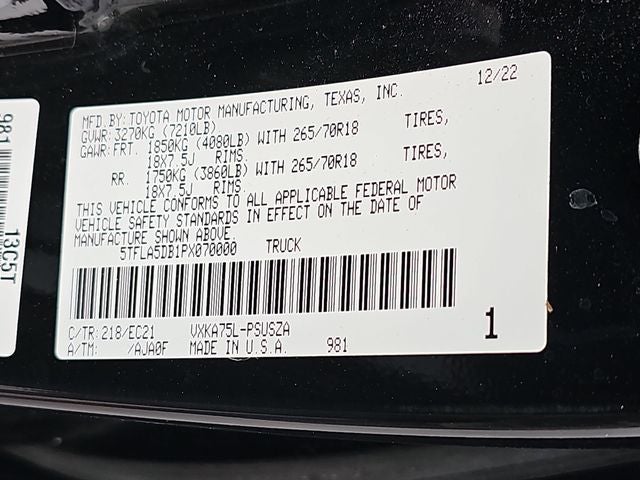 12/22
MFD.BY:TOYOTA MOTOR MANUFACTURING, TEXAS, INC.
GVWR: 3270KG (7210LB)
GAWR:FRT. 1850KG (4080LB) WITH 265/70R18 TIRES,
18X7.5J RIMS.
RR. 1750KG (3860LB) WITH 265/70R18 TIRES,
18X7.5J RIMS.
THIS VEHICLE CONFORMS TO ALL APPLICABLE FEDERAL MOTOR
VEHICLE SAFETY STANDARDS IN EFFECT ON THE DATE OF
MANUFACTURE SHOWN ABOVE.
5TFLA5DB1PX070000 TRUCK
C/TR:218/EC21 VXKA75L-PSUSZA
A/TM: /AJA0F MADE IN U.S.A. 981
1
981 13C5T